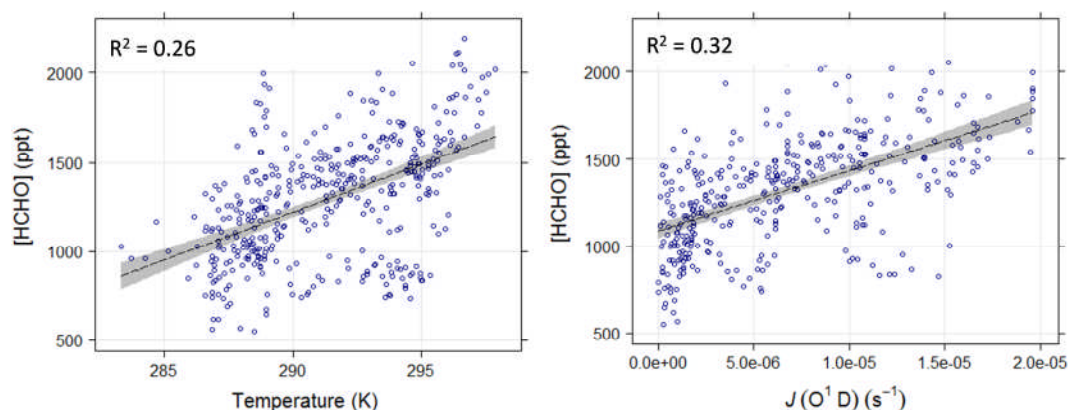 R² = 0.26
[HCHO] (ppt)
2000
1500
1000
500
285 290 295
Temperature (K)
R² = 0.32
[HCHO] (ppt)
2000
1500
1000
500
0.0e+00 5.0e-06 1.0e-05 1.5e-05 2.0e-05
J (O¹ D) (s⁻¹)